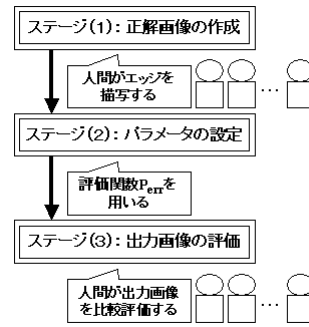 ステージ(1)：正解画像の作成
人間がエッジを
描写する
…
ステージ(2)：パラメータの設定
評価関数Perrを
用いる
ステージ(3)：出力画像の評価
人間が出力画像
を比較評価する
…